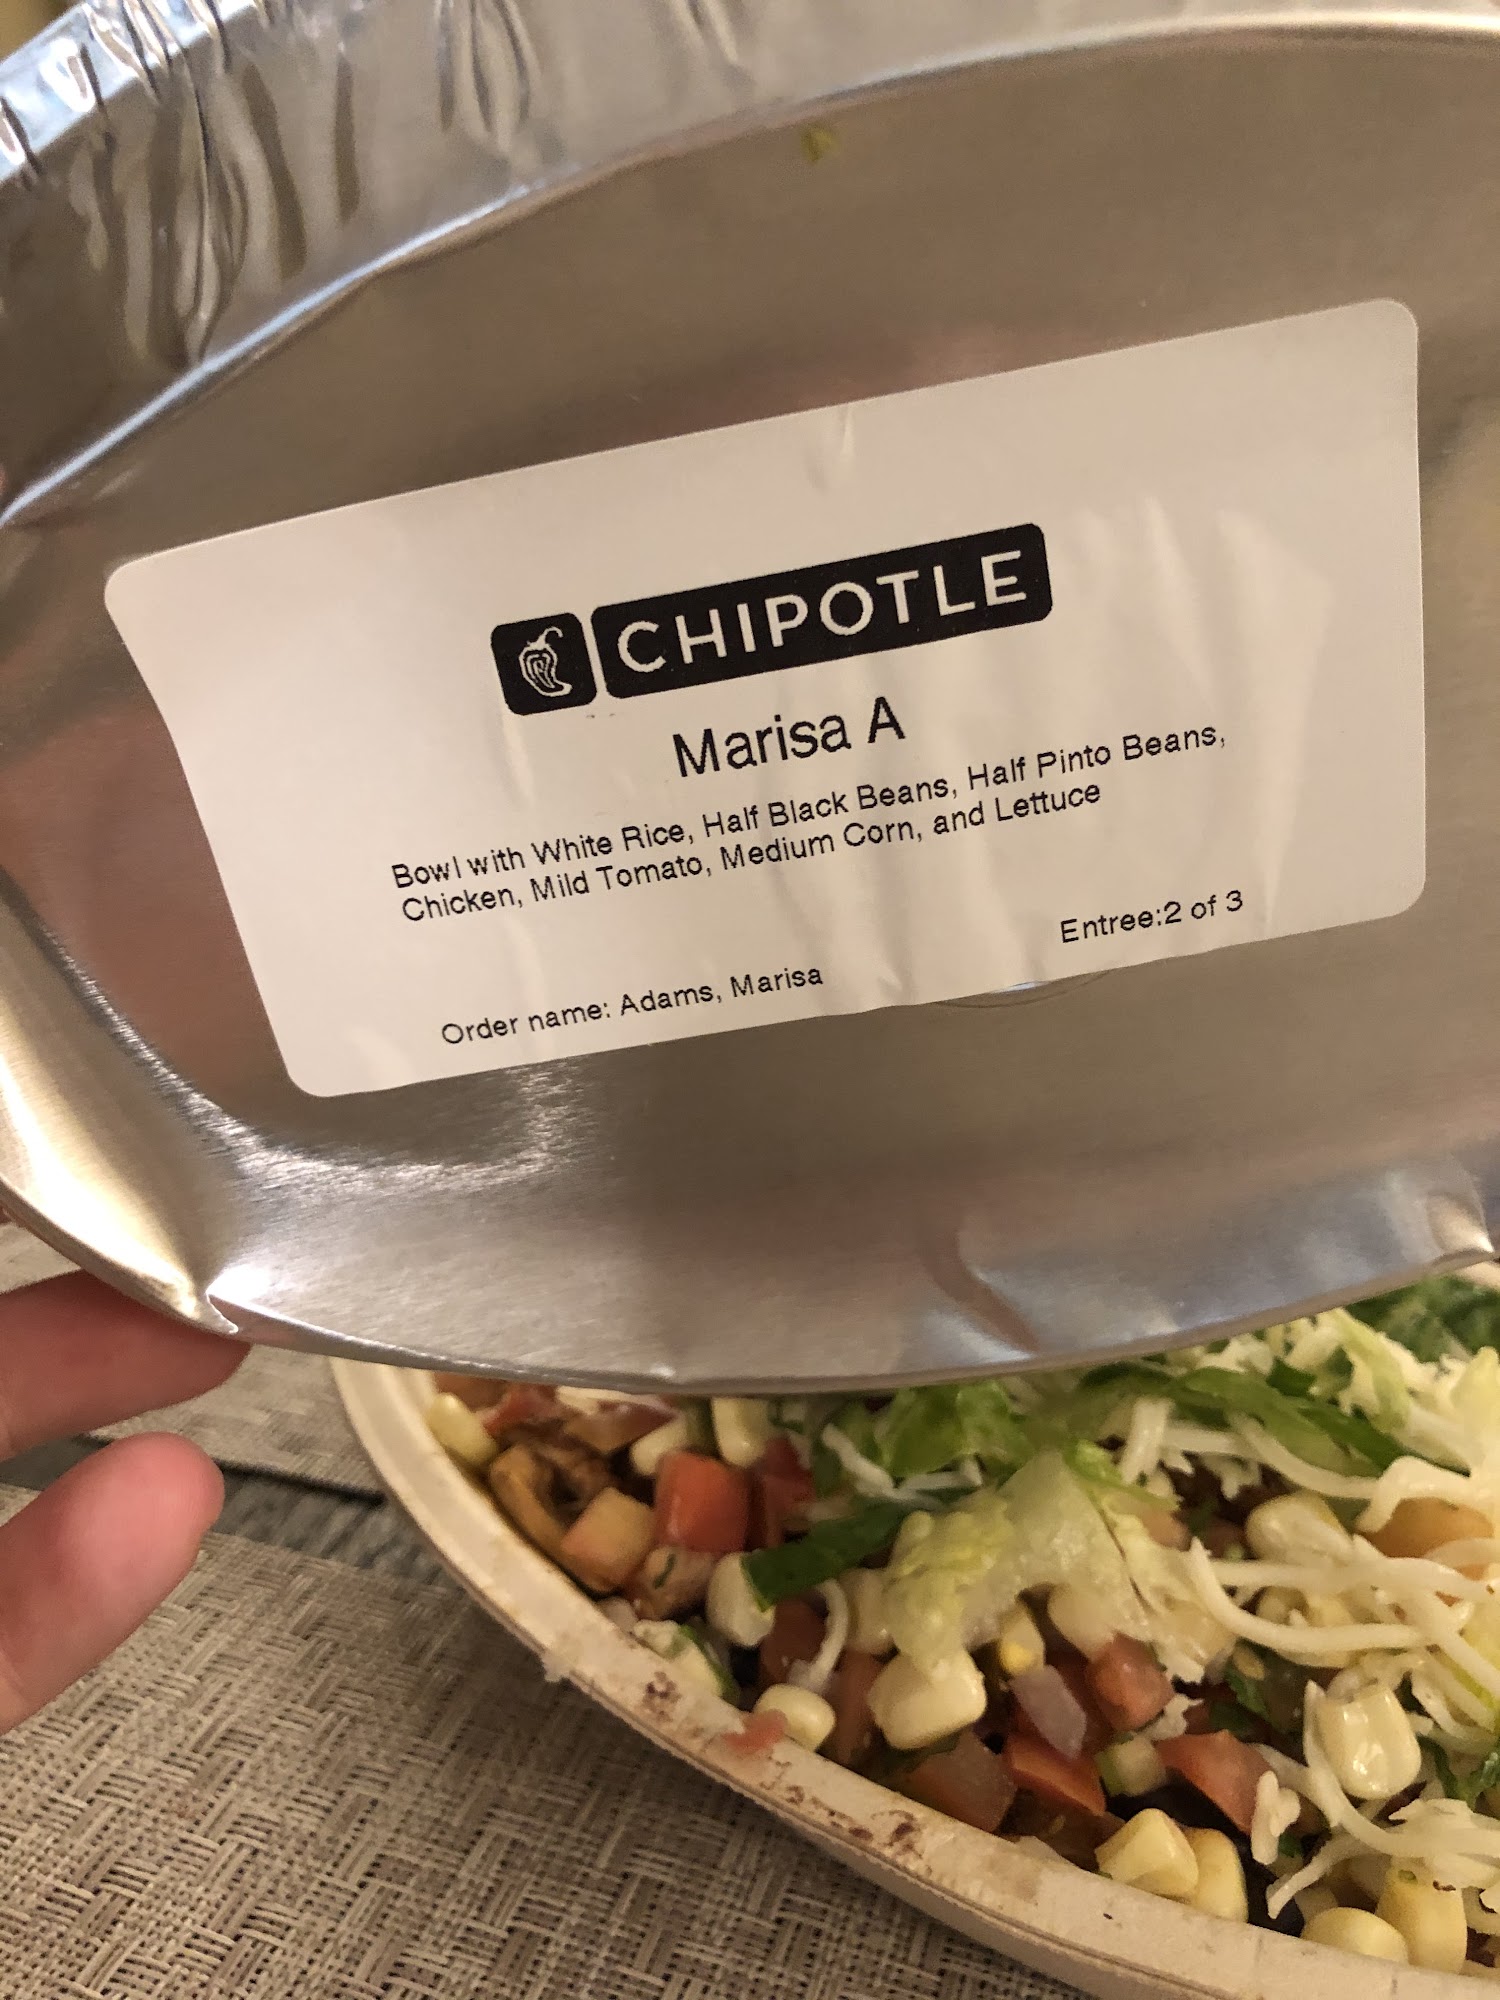 CHIPOTLE
Marisa A
Bowl with White Rice, Half Black Beans, Half Pinto Beans,
Chicken, Mild Tomato, Medium Corn, and Lettuce
Entree:2 of 3
Order name: Adams, Marisa